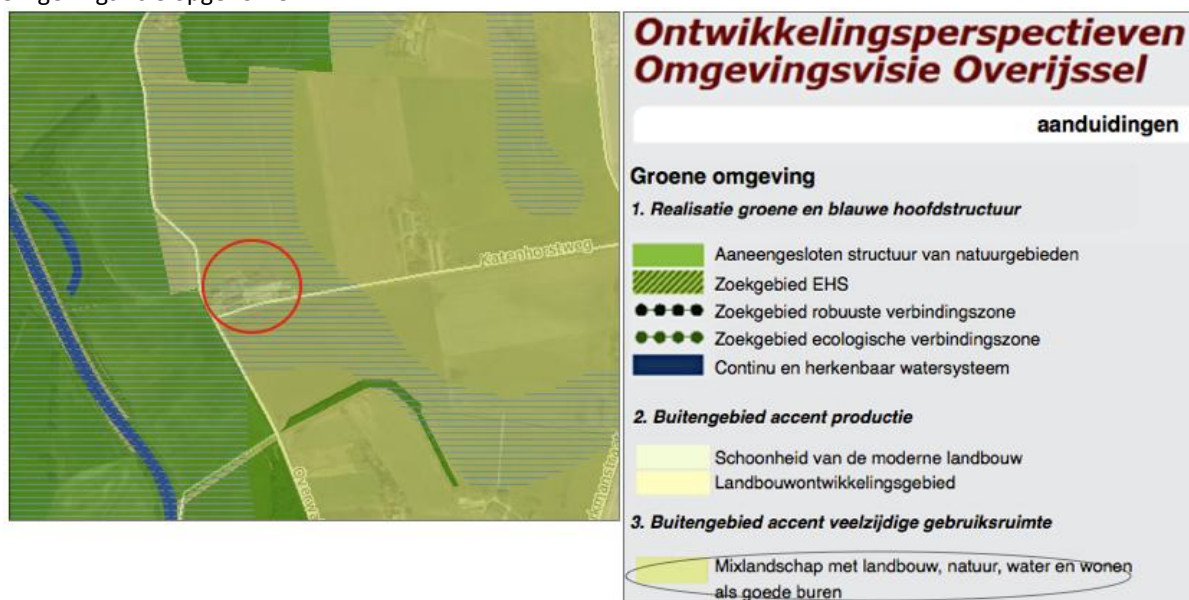 Ontwikkelingsperspectieven
Omgevingsvisie Overijssel
aanduidingen
Groene omgeving
1. Realisatie groene en blauwe hoofdstructuur
Aaneengesloten structuur van natuurgebieden
Zoekgebied EHS
Zoekgebied robuuste verbindingszone
Zoekgebied ecologische verbindingszone
Continu en herkenbaar watersysteem
2. Buitengebied accent productie
Schoonheid van de moderne landbouw
Landbouwontwikkelingsgebied
3. Buitengebied accent veelzijdige gebruiksruimte
Mixlandschap met landbouw, natuur, water en wonen
als goede buren
Katenhorstweg